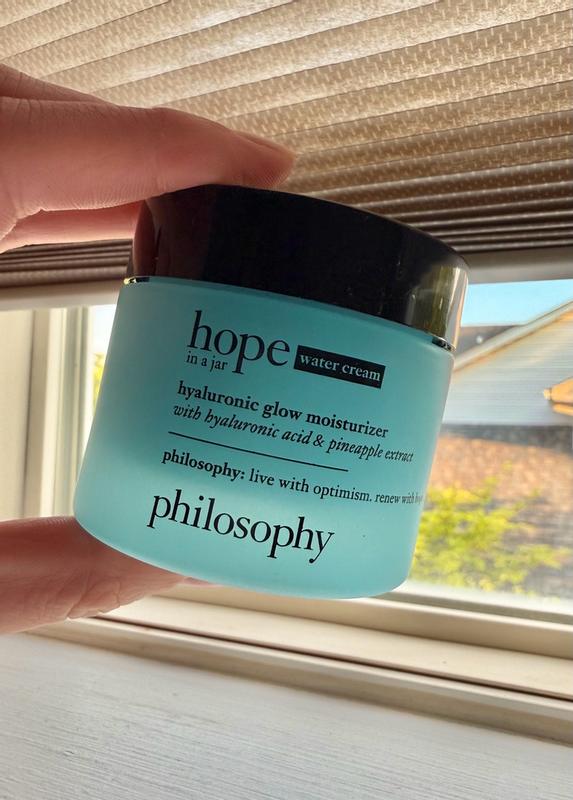 hope water cream
in a jar
hyaluronic glow moisturizer
with hyaluronic acid & pineapple extract
philosophy: live with optimism. renew with
philosophy